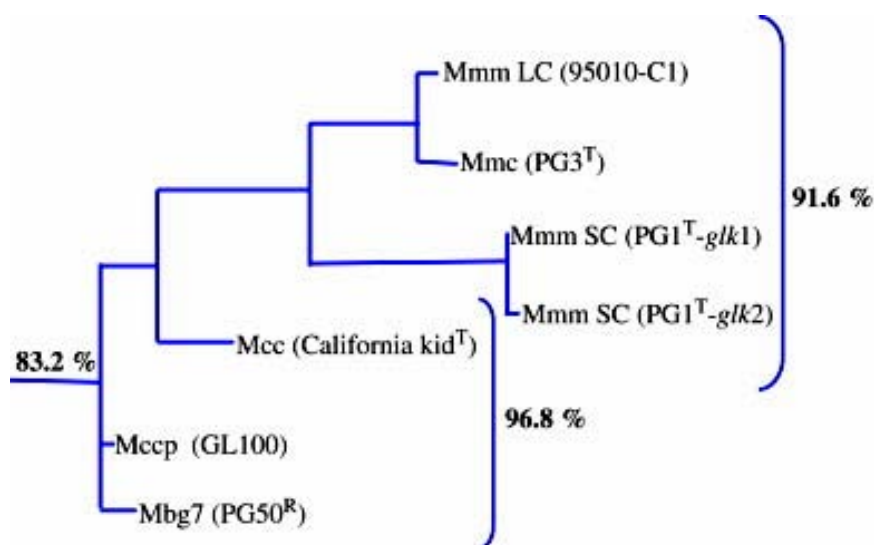 Mmm LC (95010-C1)
Mmc (PG3ᵀ)
91.6 %
Mmm SC (PG1ᵀ-glk1)
Mmm SC (PG1ᵀ-glk2)
Mcc (California kidᵀ)
83.2 %
96.8 %
Mccp (GL100)
Mbg7 (PG50ᴿ)